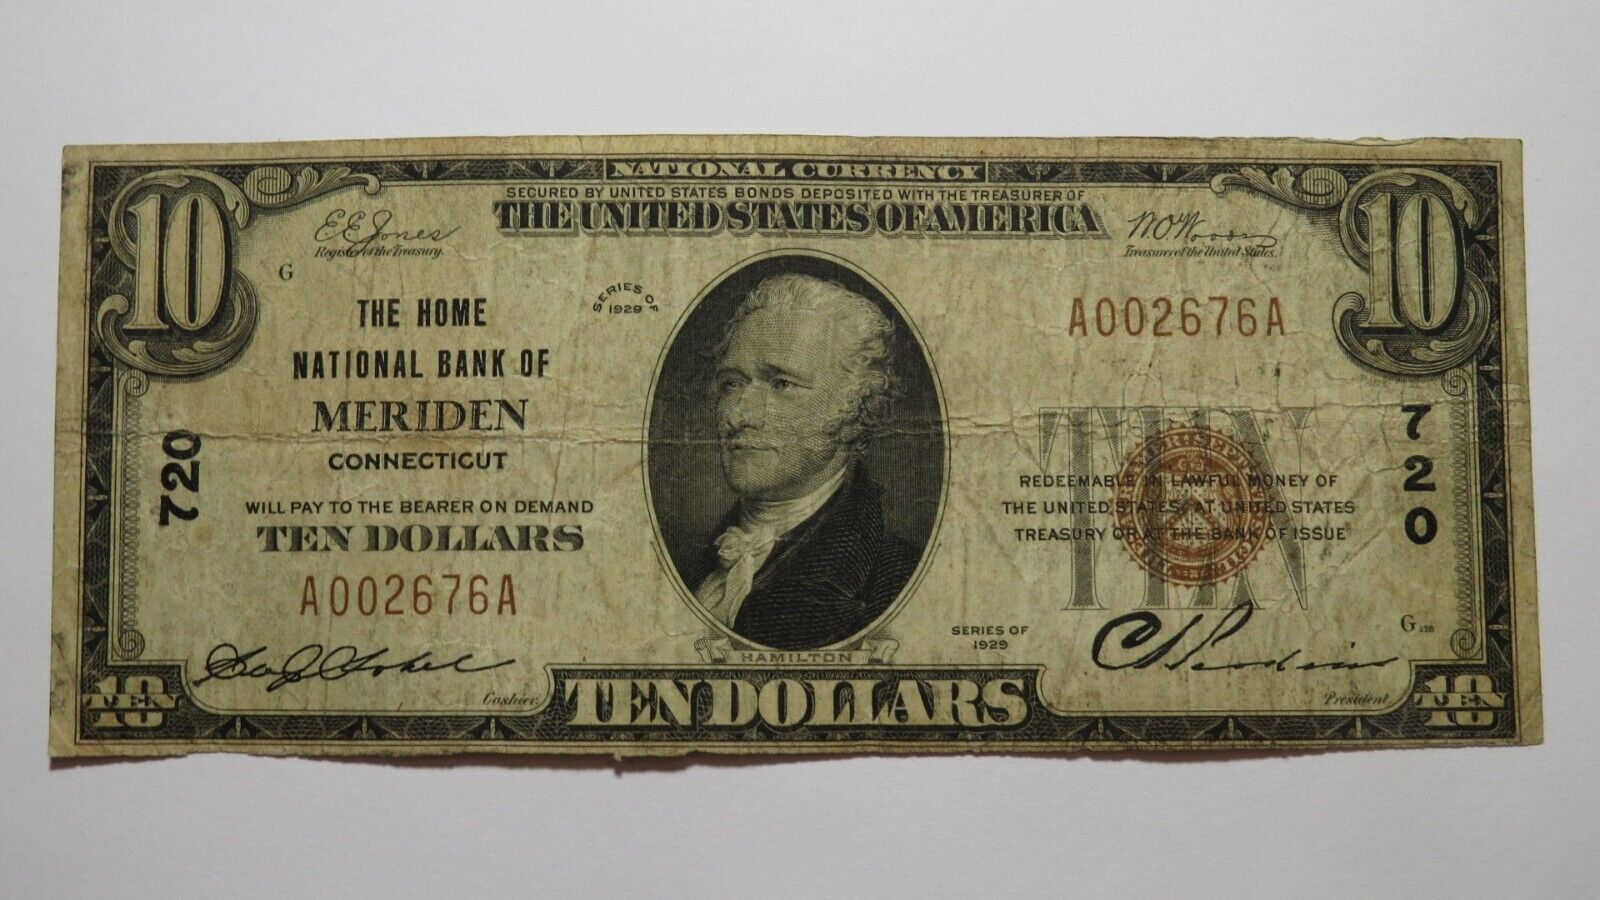 NATIONAL CURRENCY
SECURED BY UNITED STATES BONDS DEPOSITED WITH THE TREASURER OF
THE UNITED STATES OF AMERICA
10
10
E E Jones
Register of the Treasury.
W.O. Woods
Treasurer of the United States.
G
SERIES OF
1929
THE HOME
NATIONAL BANK OF
MERIDEN
CONNECTICUT
WILL PAY TO THE BEARER ON DEMAND
TEN DOLLARS
A002676A
720
A002676A
TEN
REDEEMABLE IN LAWFUL MONEY OF
THE UNITED STATES, AT UNITED STATES
TREASURY OR AT THE BANK OF ISSUE
720
G
SERIES OF
1929
HAMILTON
Cashier.
President.
10
TEN
TEN DOLLARS
10
TEN